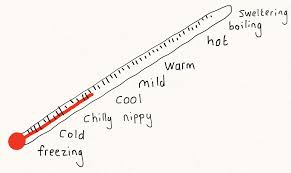 Sweltering
boiling
hot
warm
mild
cool
chilly nippy
cold
freezing